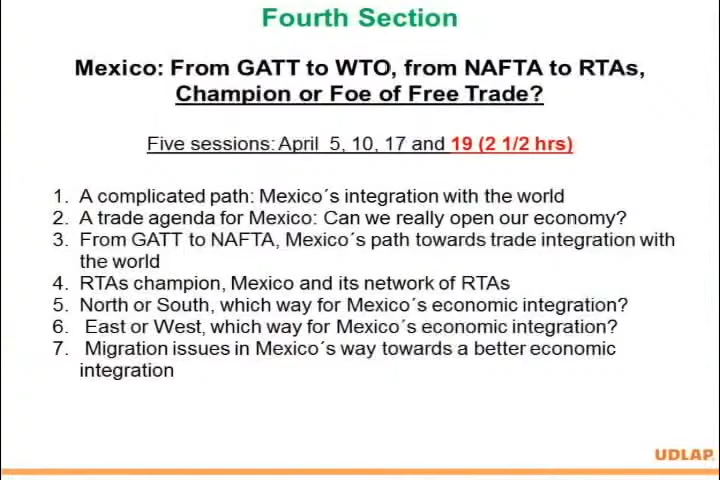 Fourth Section
Mexico: From GATT to WTO, from NAFTA to RTAs,
Champion or Foe of Free Trade?
Five sessions: April 5, 10, 17 and 19 (2 1/2 hrs)
1. A complicated path: Mexico´s integration with the world
2. A trade agenda for Mexico: Can we really open our economy?
3. From GATT to NAFTA, Mexico´s path towards trade integration with
the world
4. RTAs champion, Mexico and its network of RTAs
5. North or South, which way for Mexico´s economic integration?
6. East or West, which way for Mexico´s economic integration?
7. Migration issues in Mexico´s way towards a better economic
integration
UDLAP